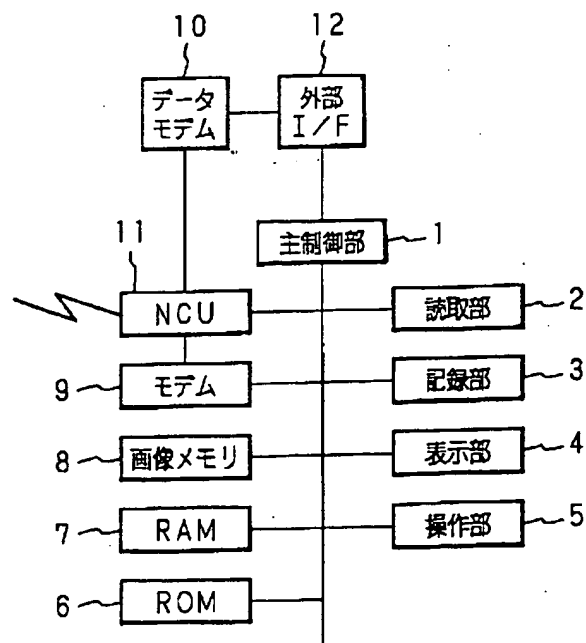 10
12
データ
モデム
外部
I/F
主制御部
1
11
NCU
読取部
2
9
モデム
記録部
3
8
画像メモリ
表示部
4
7
RAM
操作部
5
6
ROM